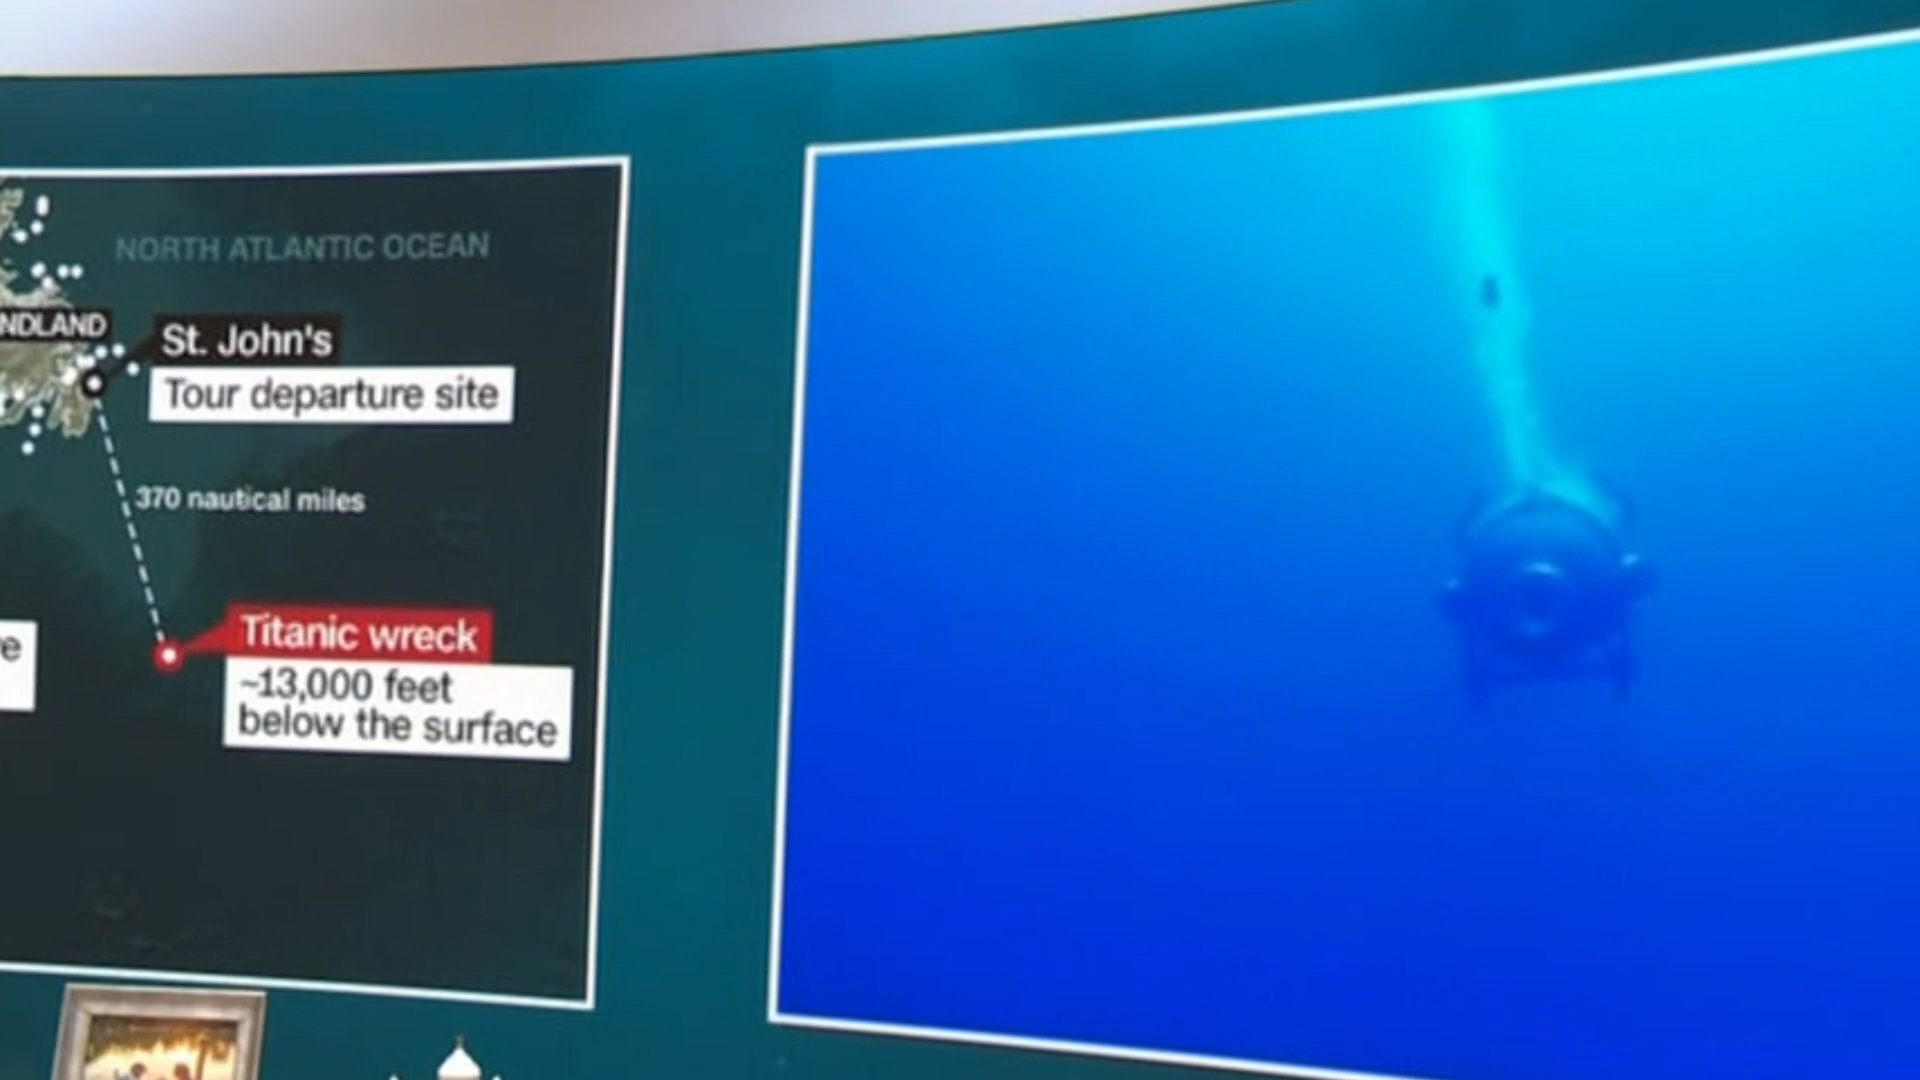 NORTH ATLANTIC OCEAN
NDLAND
St. John's
Tour departure site
370 nautical miles
Titanic wreck
~13,000 feet
below the surface
e